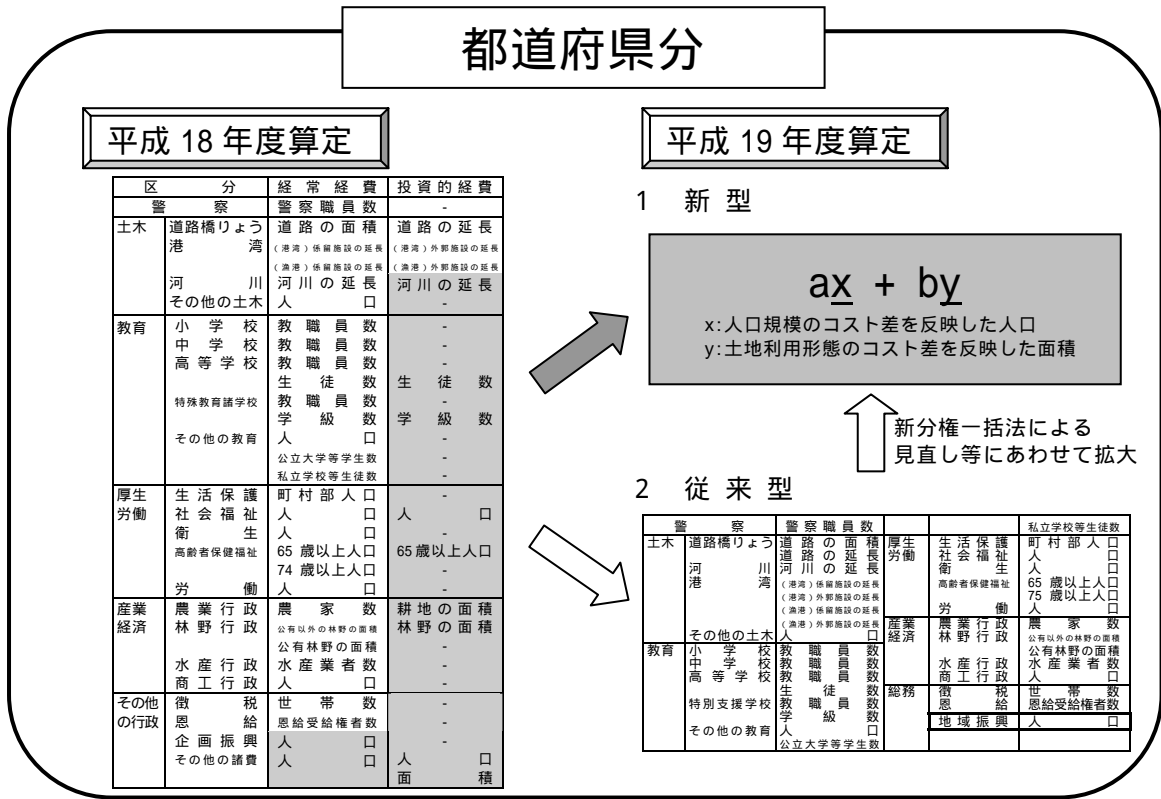 都道府県分
平成 18 年度算定
区 分 経常経費 投資的経費
警 察 警察職員数 -
土木 道路橋りょう 道路の面積 道路の延長
港 湾 (港湾)係留施設の延長 (港湾)外郭施設の延長
(漁港)係留施設の延長 (漁港)外郭施設の延長
河 川 河川の延長 河川の延長
その他の土木 人 口 -
教育 小学校 教職員数 -
中学校 教職員数 -
高等学校 教職員数 -
生徒数 生徒数
特殊教育諸学校 教職員数 -
学級数 学級数
その他の教育 人 口 -
公立大学等学生数 -
私立学校等生徒数 -
厚生 生活保護 町村部人口 -
労働 社会福祉 人 口 人 口
衛 生 人 口 -
高齢者保健福祉 65 歳以上人口 65歳以上人口
74 歳以上人口 -
労 働 人 口 -
産業 農業行政 農家数 耕地の面積
経済 林野行政 公有以外の林野の面積 林野の面積
公有林野の面積 -
水産行政 水産業者数 -
商工行政 人 口 -
その他 徴 税 世帯数 -
の行政 恩 給 恩給受給権者数 -
企画振興 人 口 -
その他の諸費 人 口 人 口
面 積
平成 19 年度算定
1 新型
ax + by
x:人口規模のコスト差を反映した人口
y:土地利用形態のコスト差を反映した面積
新分権一括法による
見直し等にあわせて拡大
2 従来型
警 察 警察職員数
土木 道路橋りょう 道路の面積
道路の延長
河 川 河川の延長
港 湾 (港湾)係留施設の延長
(港湾)外郭施設の延長
(漁港)係留施設の延長
(漁港)外郭施設の延長
その他の土木 人 口
教育 小学校 教職員数
中学校 教職員数
高等学校 教職員数
生徒数
特別支援学校 教職員数
学級数
その他の教育 人 口
公立大学等学生数
私立学校等生徒数
厚生 生活保護 町村部人口
労働 社会福祉 人 口
衛 生 人 口
高齢者保健福祉 65 歳以上人口
75 歳以上人口
労 働 人 口
産業 農業行政 農家数
経済 林野行政 公有以外の林野の面積
公有林野の面積
水産行政 水産業者数
商工行政 人 口
総務 徴 税 世帯数
恩 給 恩給受給権者数
地域振興 人 口